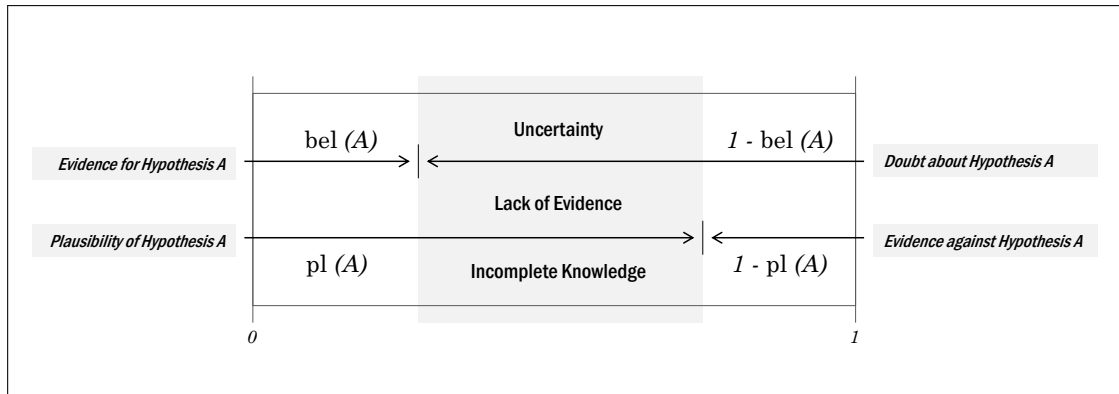 Uncertainty
bel (A)
1 - bel (A)
Evidence for Hypothesis A
Doubt about Hypothesis A
Lack of Evidence
Plausibility of Hypothesis A
Evidence against Hypothesis A
pl (A)
Incomplete Knowledge
1 - pl (A)
0
1